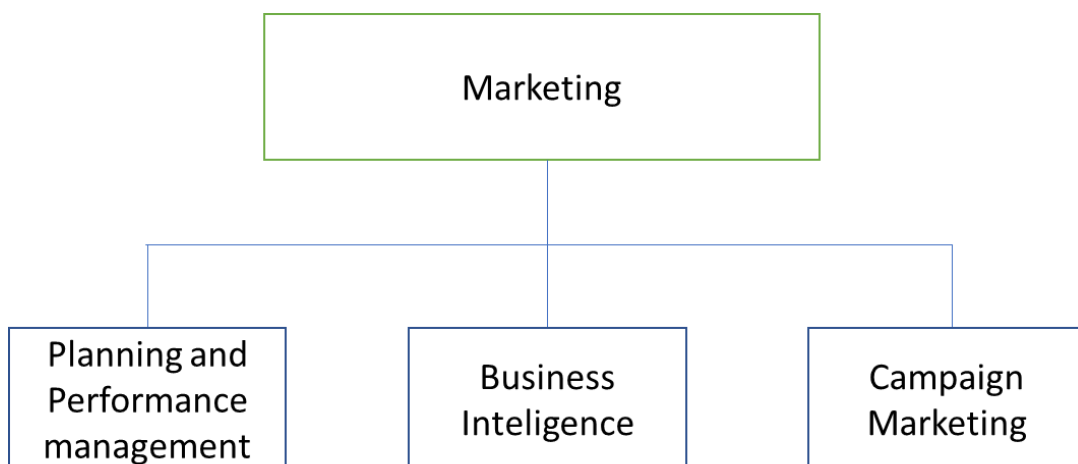 Marketing
Planning and
Performance
management
Business
Inteligence
Campaign
Marketing